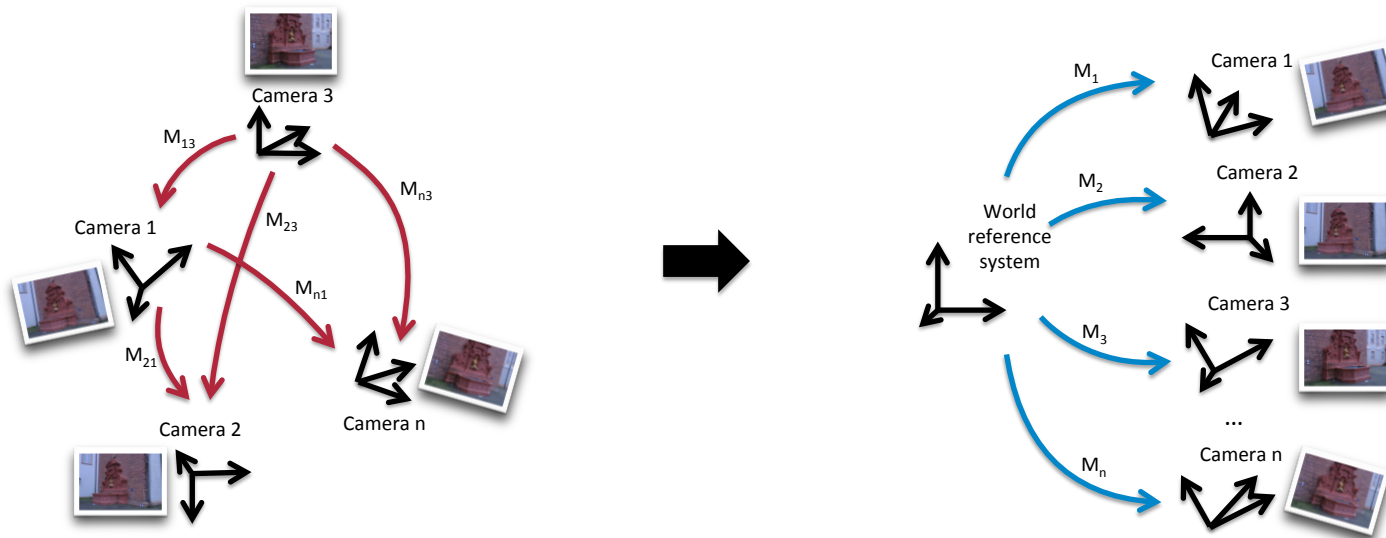 Camera 3
M13
Mn3
M23
Camera 1
Mn1
M21
Camera n
Camera 2
World
reference
system
M1
Camera 1
M2
Camera 2
Camera 3
M3
...
Camera n
Mn